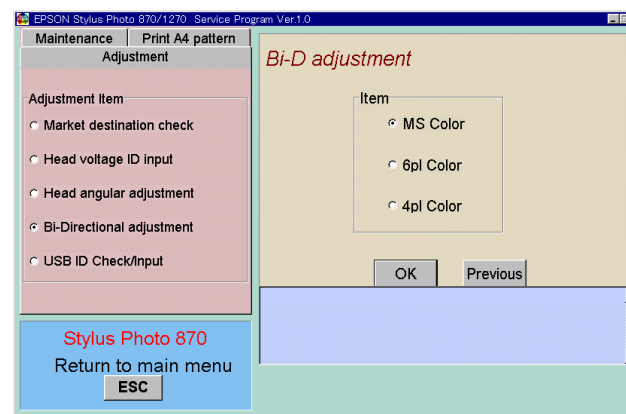 EPSON Stylus Photo 870/1270 Service Program Ver.1.0
Maintenance Print A4 pattern
Adjustment
Adjustment Item
Market destination check
Head voltage ID input
Head angular adjustment
Bi-Directional adjustment
USB ID Check/Input
Bi-D adjustment
Item
MS Color
6pl Color
4pl Color
OK Previous
Stylus Photo 870
Return to main menu
ESC